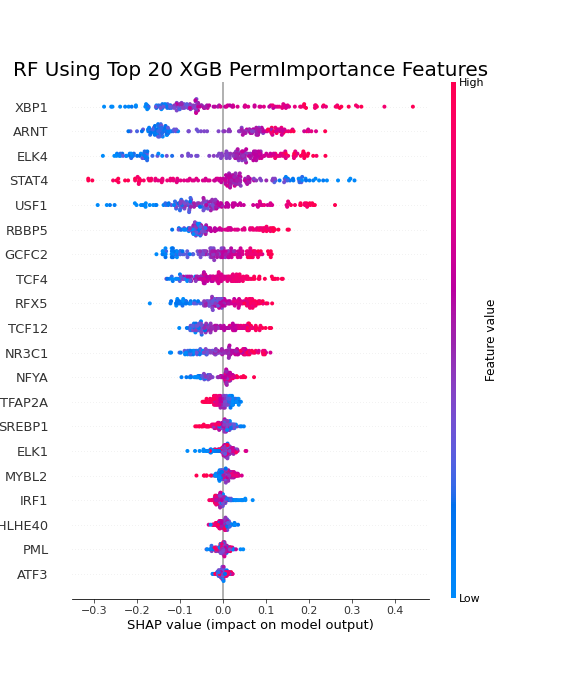 RF Using Top 20 XGB PermImportance Features
High
XBP1
ARNT
ELK4
STAT4
USF1
RBBP5
GCFC2
TCF4
RFX5
TCF12
NR3C1
NFYA
TFAP2A
SREBP1
ELK1
MYBL2
IRF1
HLHE40
PML
ATF3
Feature value
Low
−0.3 −0.2 −0.1 0.0 0.1 0.2 0.3 0.4
SHAP value (impact on model output)